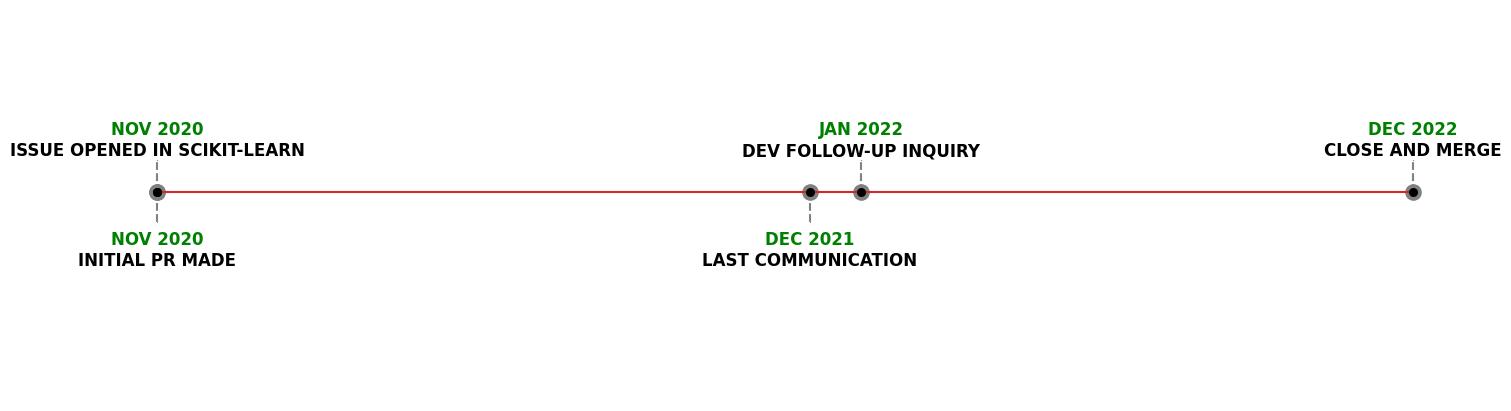 NOV 2020
ISSUE OPENED IN SCIKIT-LEARN
NOV 2020
INITIAL PR MADE
DEC 2021
LAST COMMUNICATION
JAN 2022
DEV FOLLOW-UP INQUIRY
DEC 2022
CLOSE AND MERGE